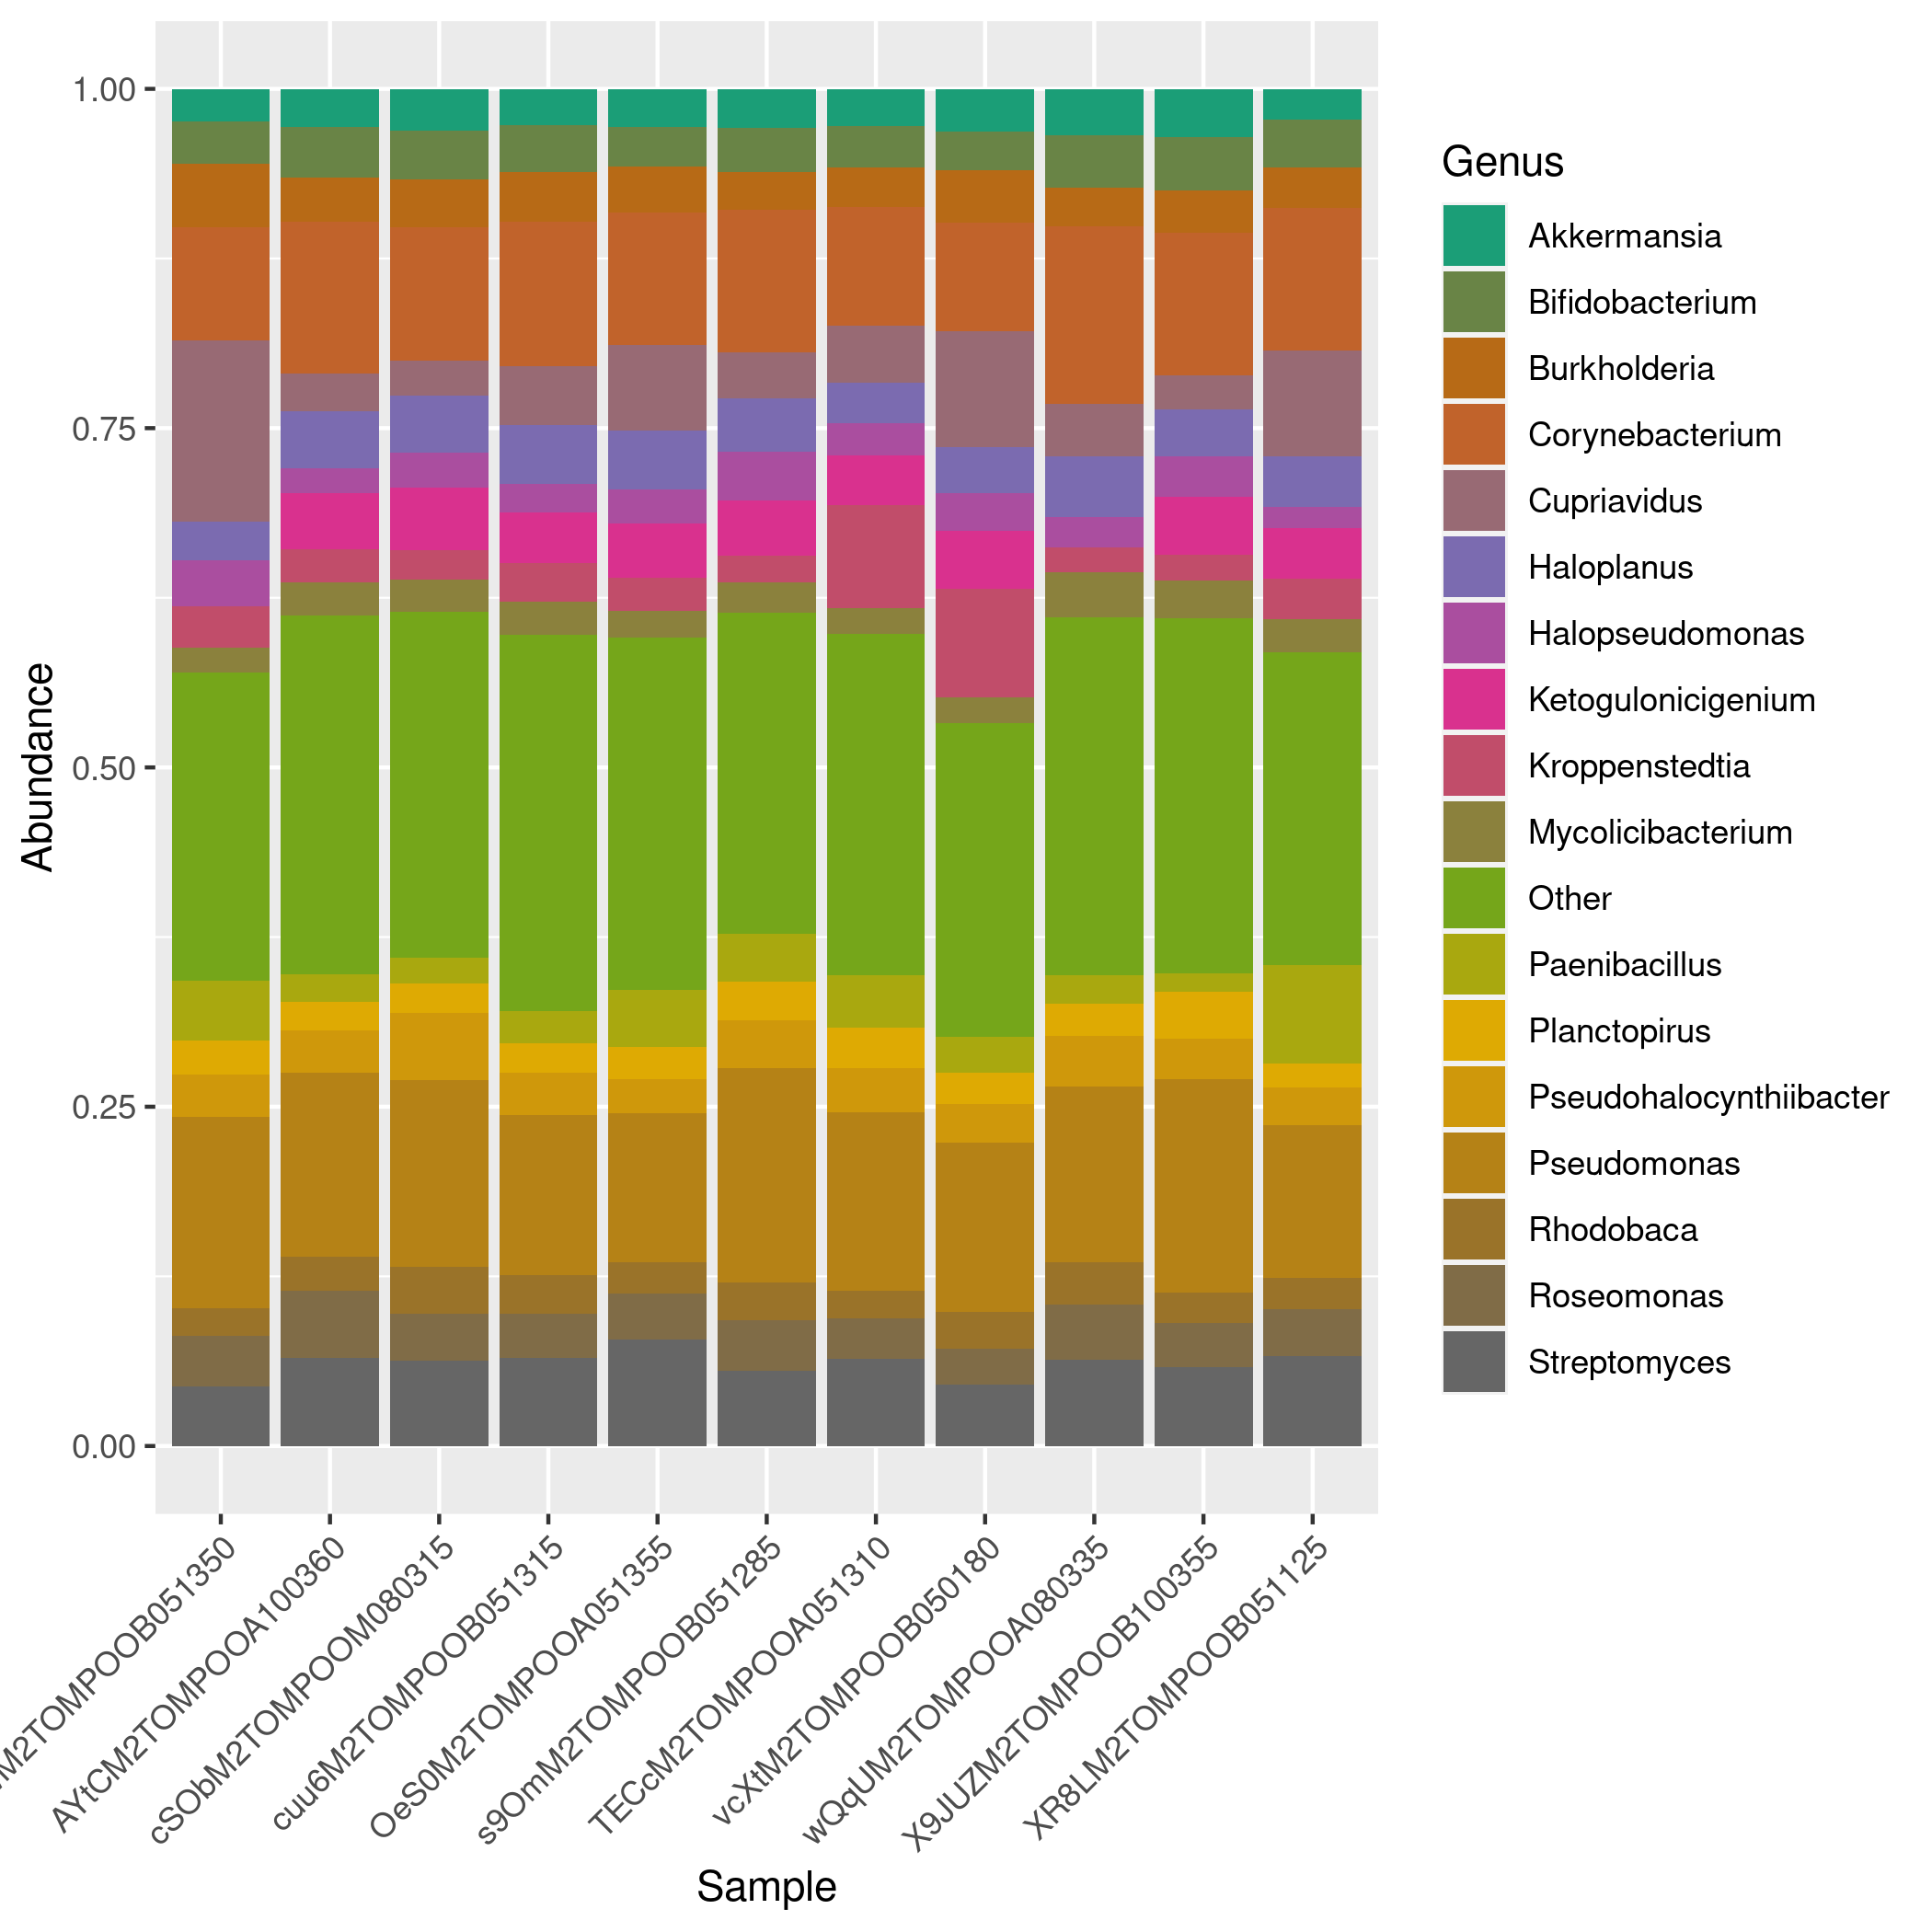 Genus
Akkermansia
Bifidobacterium
Burkholderia
Corynebacterium
Cupriavidus
Haloplanus
Halopseudomonas
Ketogulonicigenium
Kroppenstedtia
Mycolicibacterium
Other
Paenibacillus
Planctopirus
Pseudohalocynthiibacter
Pseudomonas
Rhodobaca
Roseomonas
Streptomyces
Abundance
1.00
0.75
0.50
0.25
0.00
M2TOMPOOB051350
AYtCM2TOMPOOA100360
cSObM2TOMPOOM080315
cuu6M2TOMPOOB051315
OeS0M2TOMPOOA051355
s9OmM2TOMPOOB051285
TECcM2TOMPOOA051310
vcXtM2TOMPOOB050180
wQqUM2TOMPOOA080335
X9JUZM2TOMPOOB100355
XR8LM2TOMPOOB051125
Sample